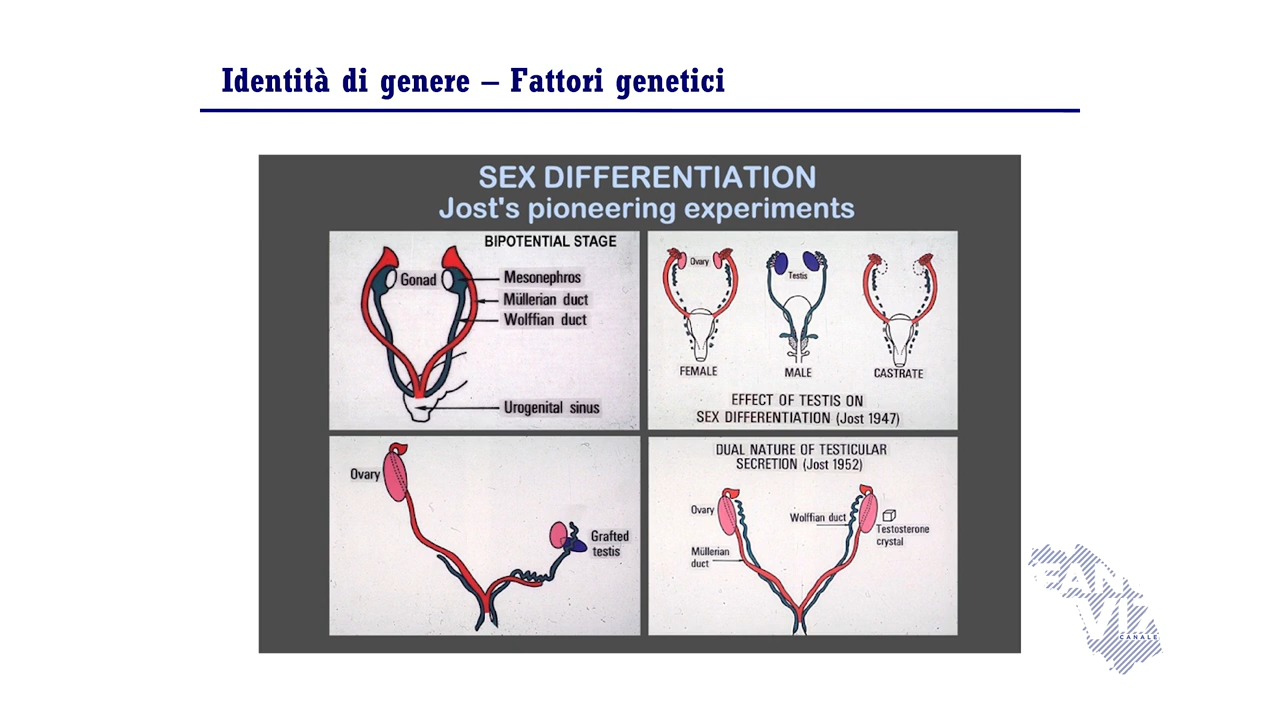 Identità di genere – Fattori genetici
SEX DIFFERENTIATION
Jost's pioneering experiments
BIPOTENTIAL STAGE
Gonad
Mesonephros
Müllerian duct
Wolffian duct
Urogenital sinus
Ovary
Testis
FEMALE
MALE
CASTRATE
EFFECT OF TESTIS ON
SEX DIFFERENTIATION (Jost 1947)
Ovary
Grafted
testis
DUAL NATURE OF TESTICULAR
SECRETION (Jost 1952)
Ovary
Wolffian duct
Testosterone
crystal
Müllerian
duct
CANALE